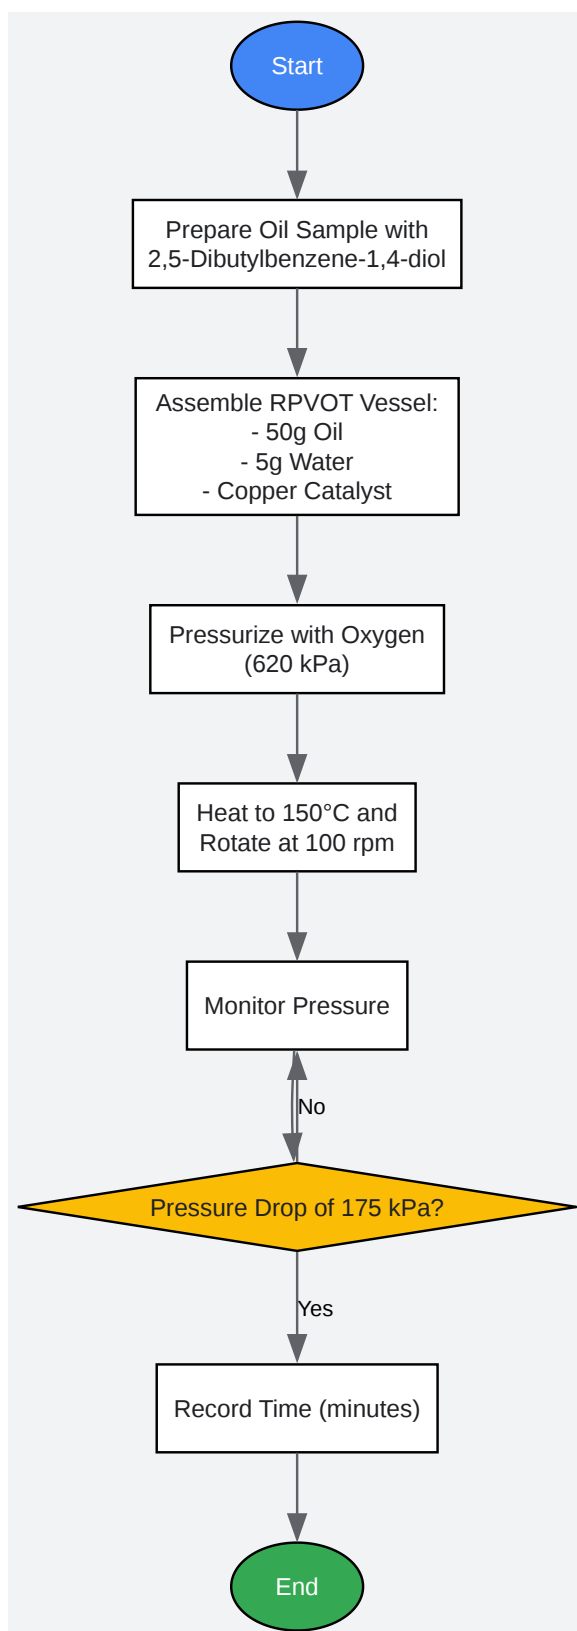 Start
Prepare Oil Sample with
2,5-Dibutylbenzene-1,4-diol
Assemble RPVOT Vessel:
- 50g Oil
- 5g Water
- Copper Catalyst
Pressurize with Oxygen
(620 kPa)
Heat to 150°C and
Rotate at 100 rpm
Monitor Pressure
No
Pressure Drop of 175 kPa?
Yes
Record Time (minutes)
End